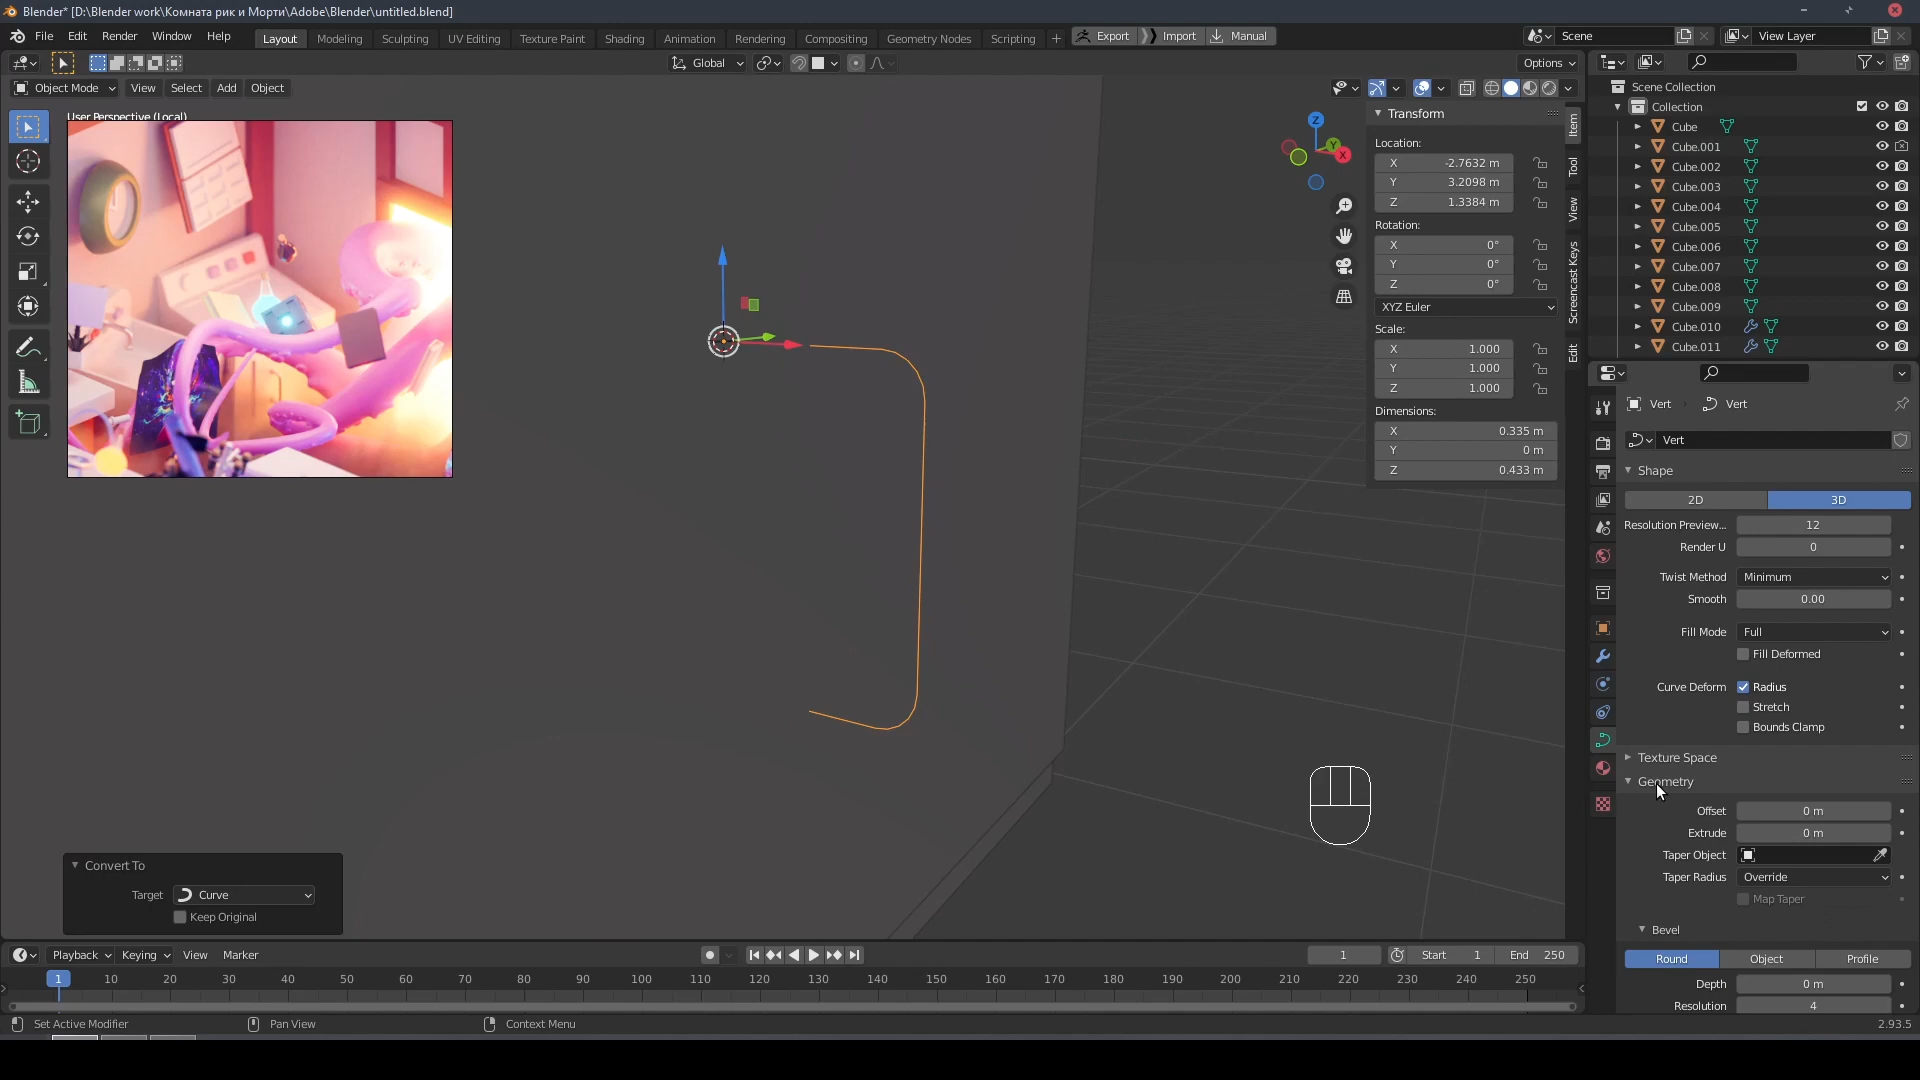 Blender* [D:\Blender work\Комната рик и Морти\Adobe\Blender\untitled.blend]
File Edit Render Window Help
Layout Modeling Sculpting UV Editing Texture Paint Shading Animation Rendering Compositing Geometry Nodes Scripting
Export Import Manual
Scene View Layer
Global
Options
Object Mode View Select Add Object
User Perspective (Local)
Transform
Location:
X -2.7632 m
Y 3.2098 m
Z 1.3384 m
Rotation:
X 0°
Y 0°
Z 0°
XYZ Euler
Scale:
X 1.000
Y 1.000
Z 1.000
Dimensions:
X 0.335 m
Y 0 m
Z 0.433 m
Item
Tool
View
Screencast Keys
Edit
Z
Y
X
Scene Collection
Collection
Cube
Cube.001
Cube.002
Cube.003
Cube.004
Cube.005
Cube.006
Cube.007
Cube.008
Cube.009
Cube.010
Cube.011
Vert Vert
Vert
Shape
2D 3D
Resolution Preview... 12
Render U 0
Twist Method Minimum
Smooth 0.00
Fill Mode Full
Fill Deformed
Curve Deform Radius
Stretch
Bounds Clamp
Texture Space
Geometry
Offset 0 m
Extrude 0 m
Taper Object
Taper Radius Override
Map Taper
Bevel
Round Object Profile
Depth 0 m
Resolution 4
Convert To
Target Curve
Keep Original
Playback Keying View Marker
1 Start 1 End 250
1 10 20 30 40 50 60 70 80 90 100 110 120 130 140 150 160 170 180 190 200 210 220 230 240 250
Set Active Modifier Pan View Context Menu
2.93.5